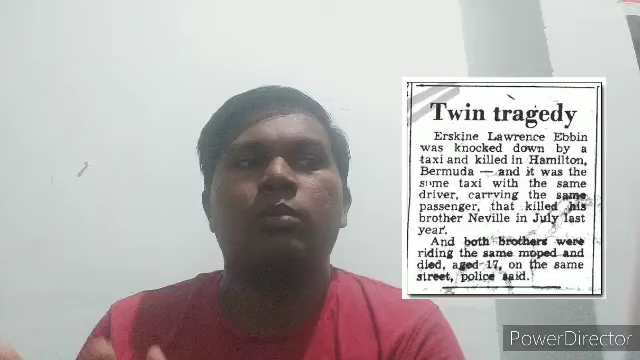 Twin tragedy
Erskine Lawrence Ebbin
was knocked down by a
taxi and killed in Hamilton,
Bermuda — and it was the
same taxi with the same
driver, carrying the same
passenger, that killed his
brother Neville in July last
year.
And both brothers were
riding the same moped and
died, aged 17, on the same
street, police said.
PowerDirector